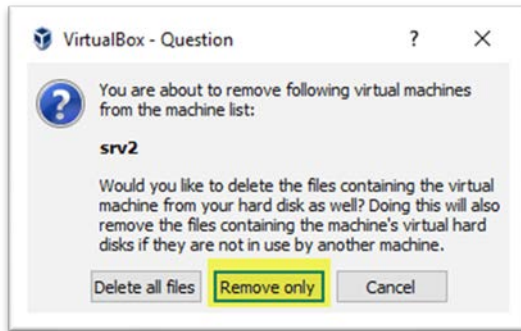 VirtualBox - Question
You are about to remove following virtual machines
from the machine list:
srv2
Would you like to delete the files containing the virtual
machine from your hard disk as well? Doing this will also
remove the files containing the machine's virtual hard
disks if they are not in use by another machine.
Delete all files Remove only Cancel